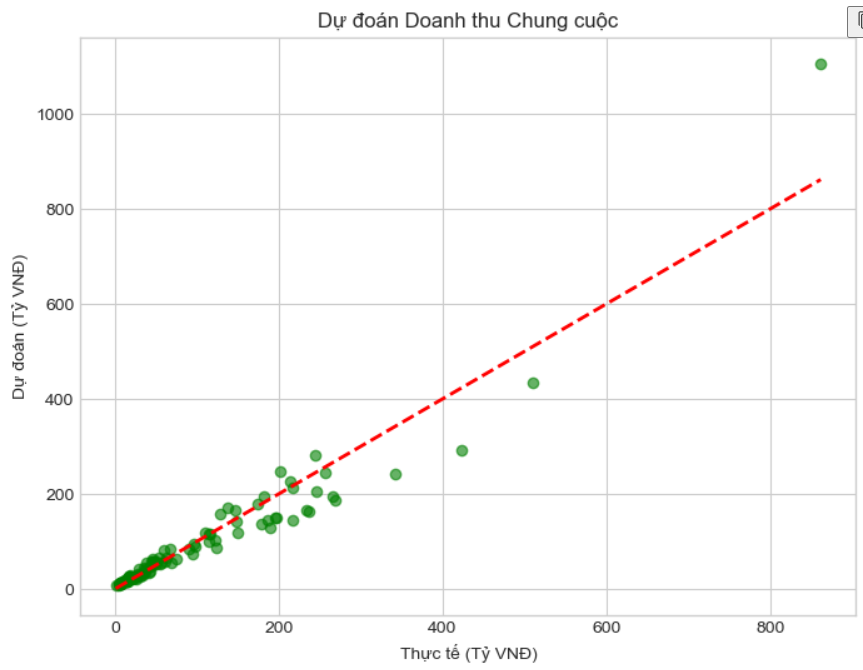 Dự đoán Doanh thu Chung cuộc
1000
800
600
400
200
0
Dự đoán (Tỷ VNĐ)
0 200 400 600 800
Thực tế (Tỷ VNĐ)